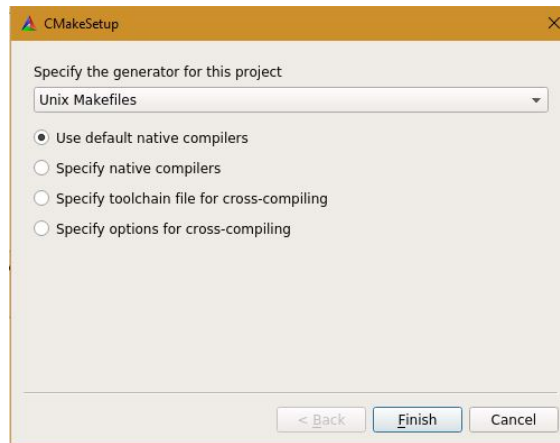 CMakeSetup
Specify the generator for this project
Unix Makefiles
Use default native compilers
Specify native compilers
Specify toolchain file for cross-compiling
Specify options for cross-compiling
< Back Finish Cancel